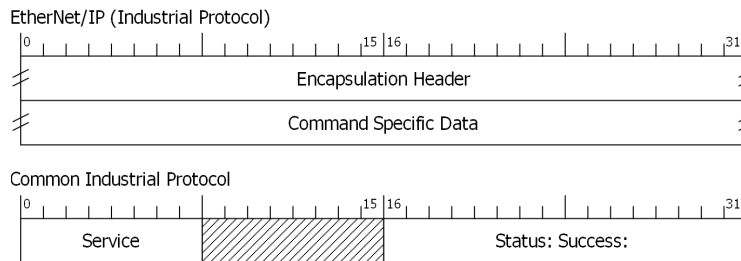 EtherNet/IP (Industrial Protocol)
0 15 16 31
Encapsulation Header
Command Specific Data
Common Industrial Protocol
0 15 16 31
Service Status: Success: